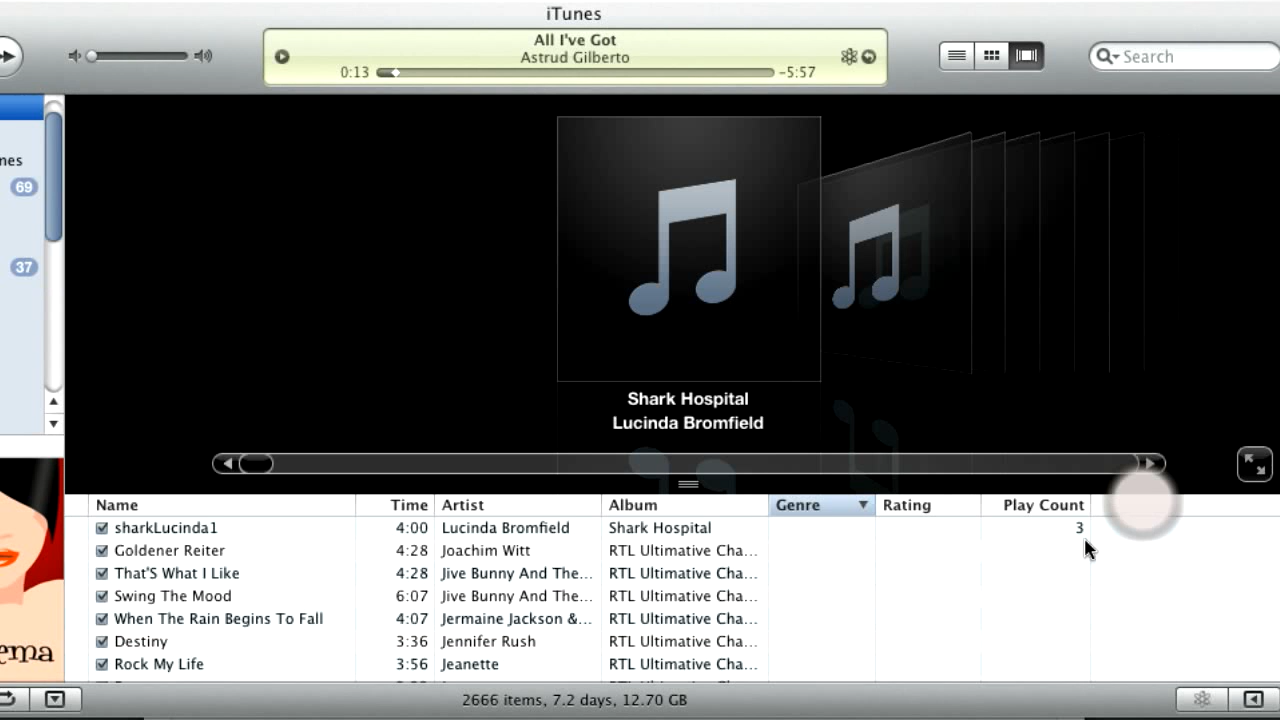 iTunes
All I've Got
Astrud Gilberto
0:13 -5:57
Search
nes
69
37
Shark Hospital
Lucinda Bromfield
Name Time Artist Album Genre Rating Play Count
sharkLucinda1 4:00 Lucinda Bromfield Shark Hospital 3
Goldener Reiter 4:28 Joachim Witt RTL Ultimative Cha...
That'S What I Like 4:28 Jive Bunny And The... RTL Ultimative Cha...
Swing The Mood 6:07 Jive Bunny And The... RTL Ultimative Cha...
When The Rain Begins To Fall 4:07 Jermaine Jackson &... RTL Ultimative Cha...
Destiny 3:36 Jennifer Rush RTL Ultimative Cha...
Rock My Life 3:56 Jeanette RTL Ultimative Cha...
ema
2666 items, 7.2 days, 12.70 GB